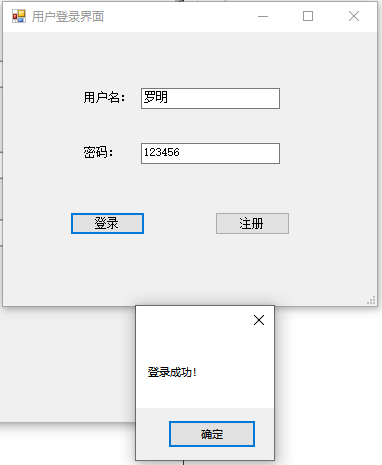 用户登录界面
用户名： 罗明
密码： 123456
登录 注册
登录成功！
确定